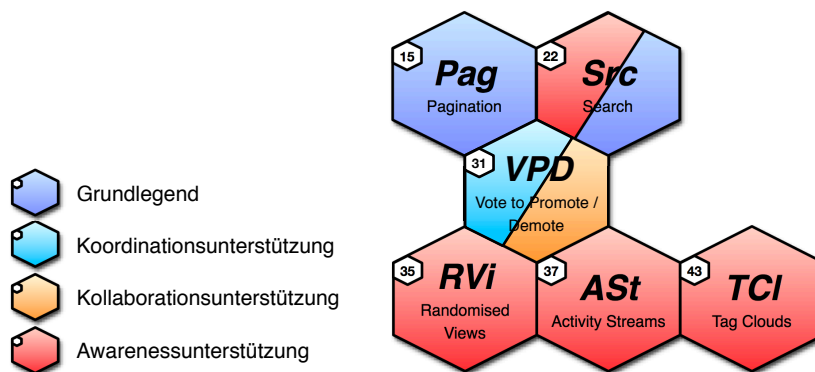 15
Pag
Pagination
22
Src
Search
31
VPD
Vote to Promote /
Demote
Grundlegend
Koordinationsunterstützung
Kollaborationsunterstützung
Awarenessunterstützung
35
RVi
Randomised
Views
37
ASt
Activity Streams
43
TCl
Tag Clouds